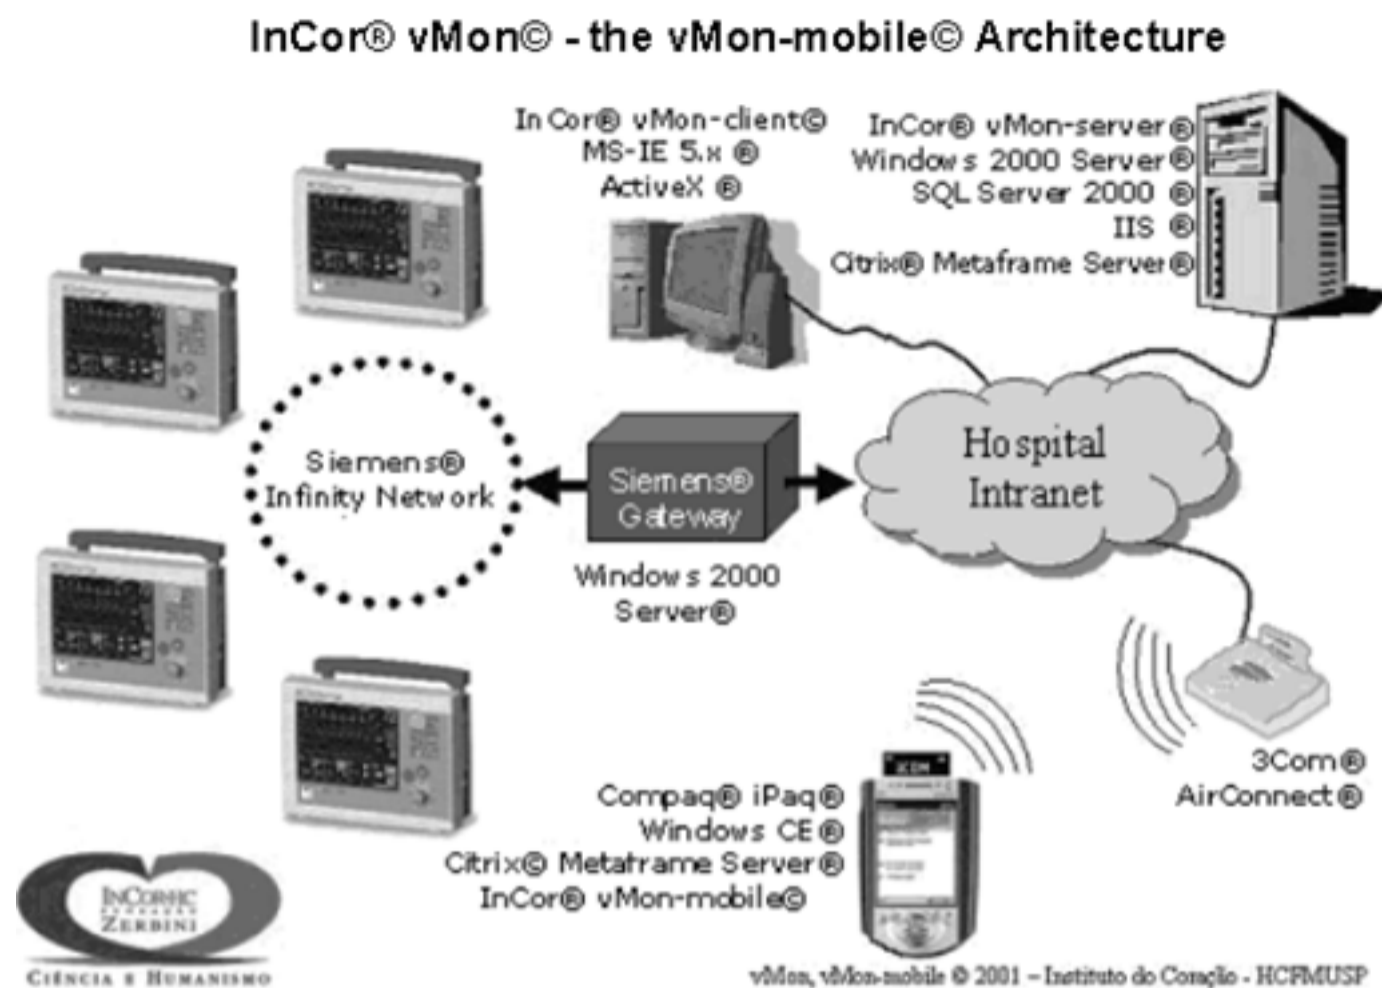 InCor® vMon© - the vMon-mobile© Architecture
InCor® vMon-client©
MS-IE 5.x ®
ActiveX ®
InCor® vMon-server®
Windows 2000 Server®
SQL Server 2000 ®
IIS ®
Citrix® Metaframe Server®
Siemens®
Infinity Network
Siemens®
Gateway
Windows 2000
Server®
Hospital
Intranet
3Com®
AirConnect®
Compaq® iPaq®
Windows CE®
Citrix© Metaframe Server®
InCor® vMon-mobile©
INCOR-HC
FUNDAÇÃO
ZERBINI
CIÊNCIA E HUMANISMO
vMon, vMon-mobile © 2001 – Instituto do Coração - HCFMUSP